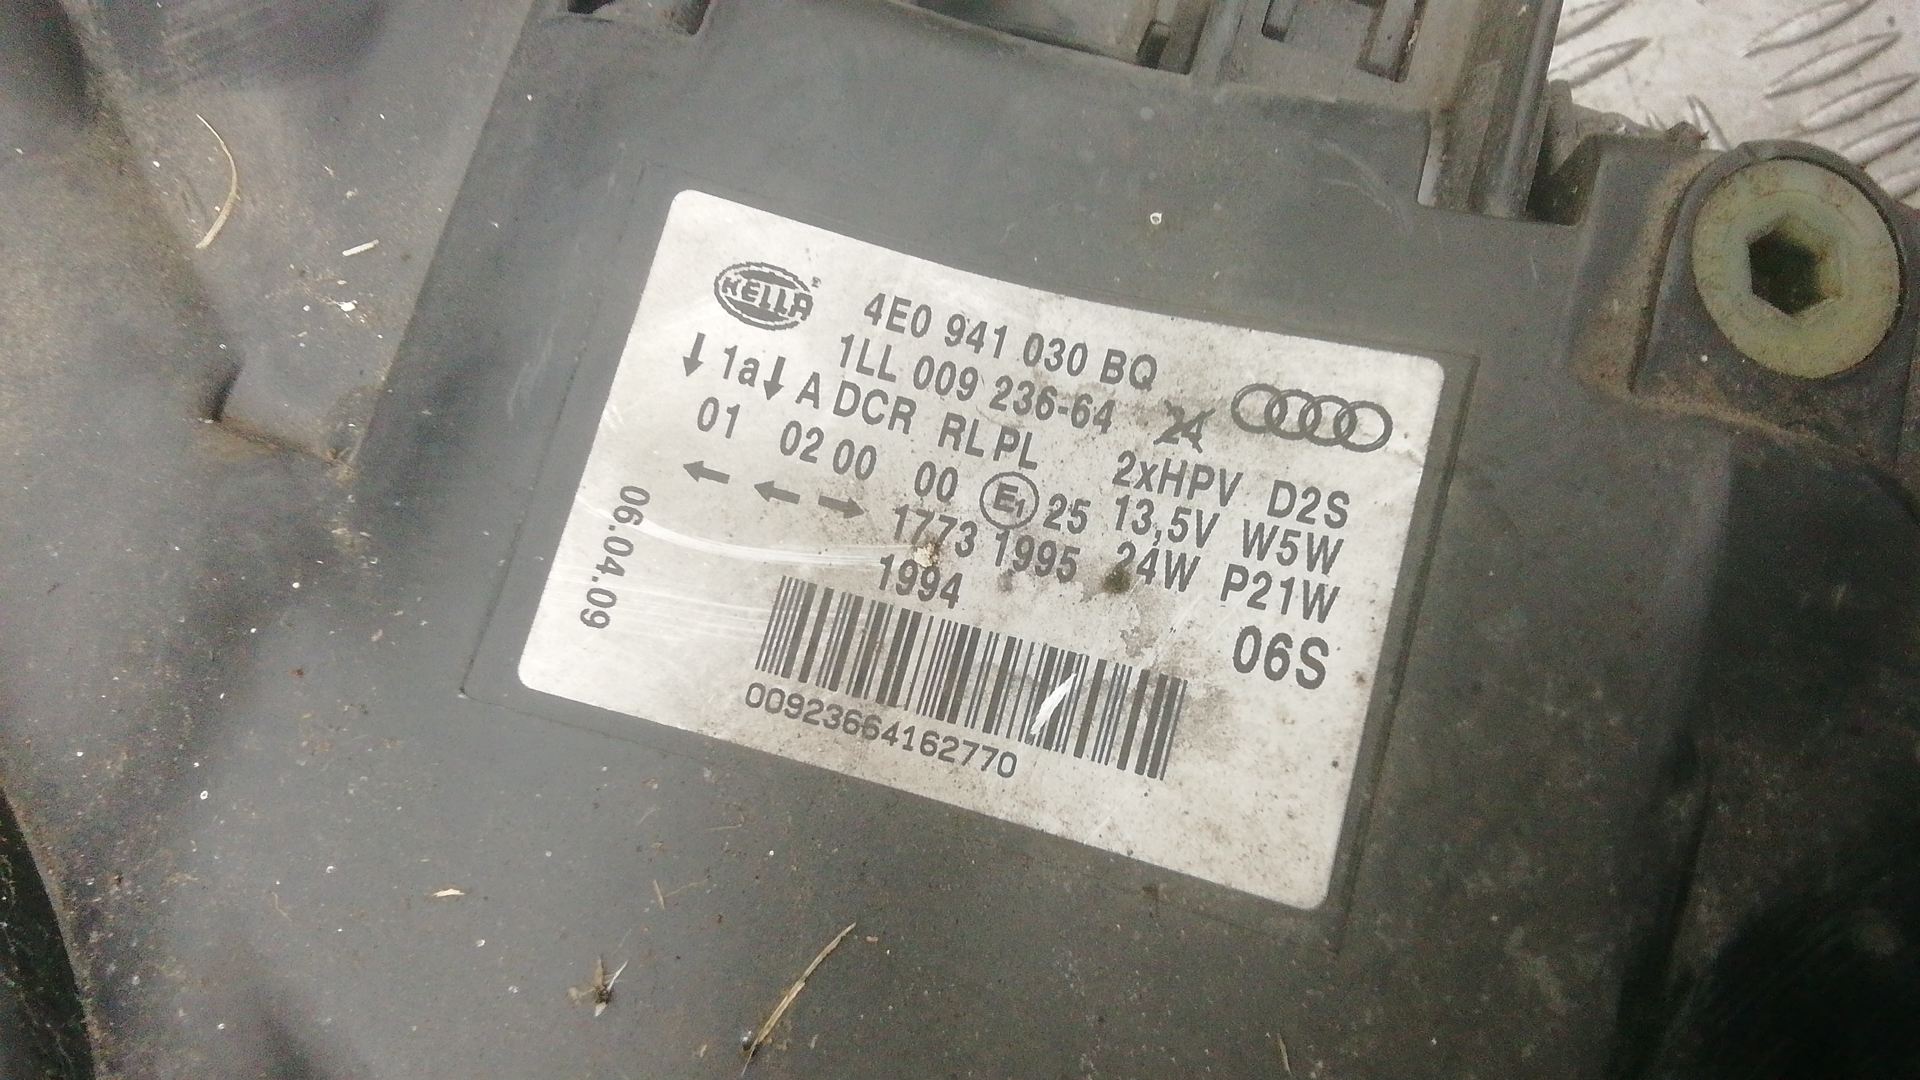 HELLA
4E0 941 030 BQ
1LL 009 236-64
↓ 1a ↓ A DCR RL PL 24
01 02 00 00 E1 25 2xHPV D2S
← ← → 1773 1995 13,5V W5W
1994 24W P21W
06S
06.04.09
00923664162770